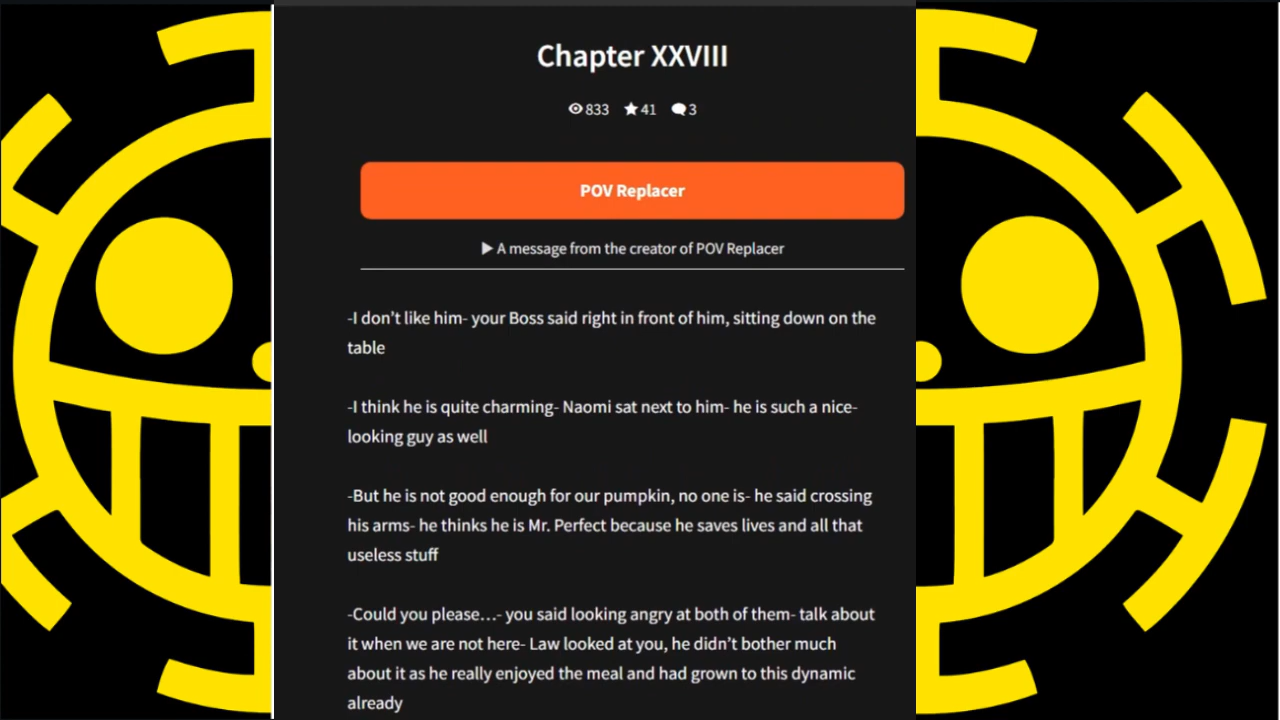 Chapter XXVIII
833 41 3
POV Replacer
▶ A message from the creator of POV Replacer
-I don’t like him- your Boss said right in front of him, sitting down on the
table
-I think he is quite charming- Naomi sat next to him- he is such a nice-
looking guy as well
-But he is not good enough for our pumpkin, no one is- he said crossing
his arms- he thinks he is Mr. Perfect because he saves lives and all that
useless stuff
-Could you please…- you said looking angry at both of them- talk about
it when we are not here- Law looked at you, he didn’t bother much
about it as he really enjoyed the meal and had grown to this dynamic
already